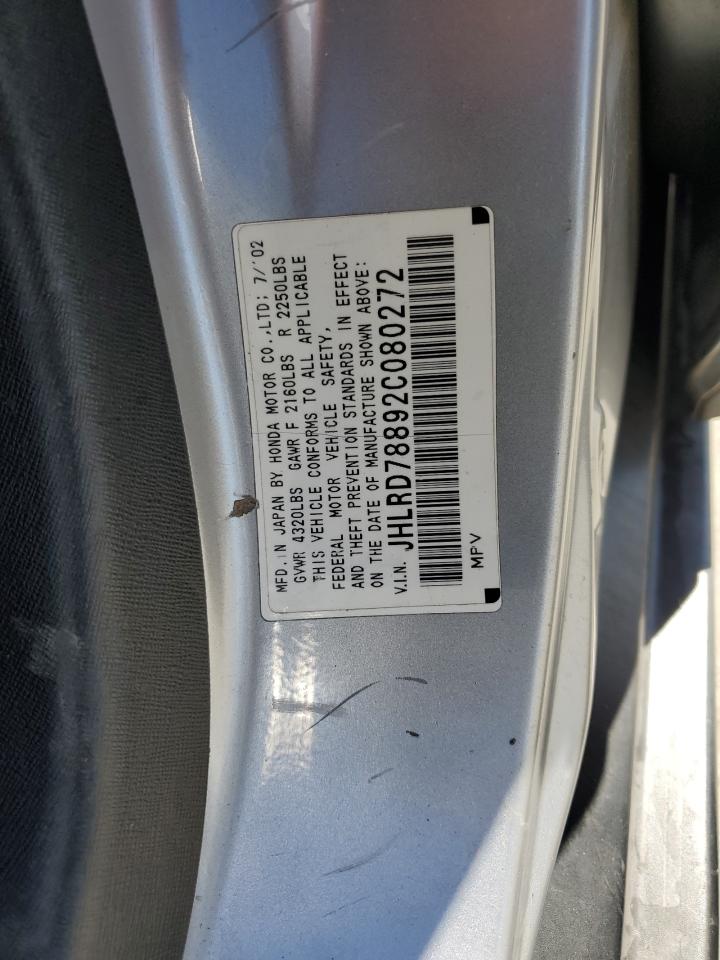 MFD. IN JAPAN BY HONDA MOTOR CO.,LTD; 7/'02
GVWR 4320LBS GAWR F 2160LBS R 2250LBS
THIS VEHICLE CONFORMS TO ALL APPLICABLE
FEDERAL MOTOR VEHICLE SAFETY,
AND THEFT PREVENTION STANDARDS IN EFFECT
ON THE DATE OF MANUFACTURE SHOWN ABOVE:
V.I.N. JHLRD78892C080272
MPV